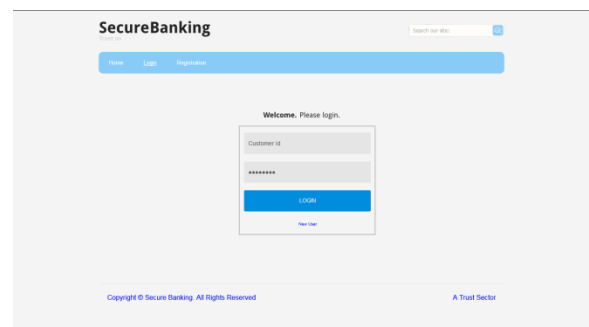 SecureBanking
Search our site:
Home Login Registration
Welcome. Please login.
Customer id
********
LOGIN
New User
Copyright © Secure Banking. All Rights Reserved
A Trust Sector